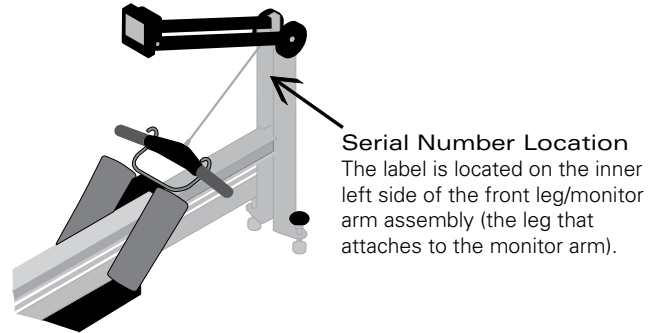 Serial Number Location
The label is located on the inner
left side of the front leg/monitor
arm assembly (the leg that
attaches to the monitor arm).